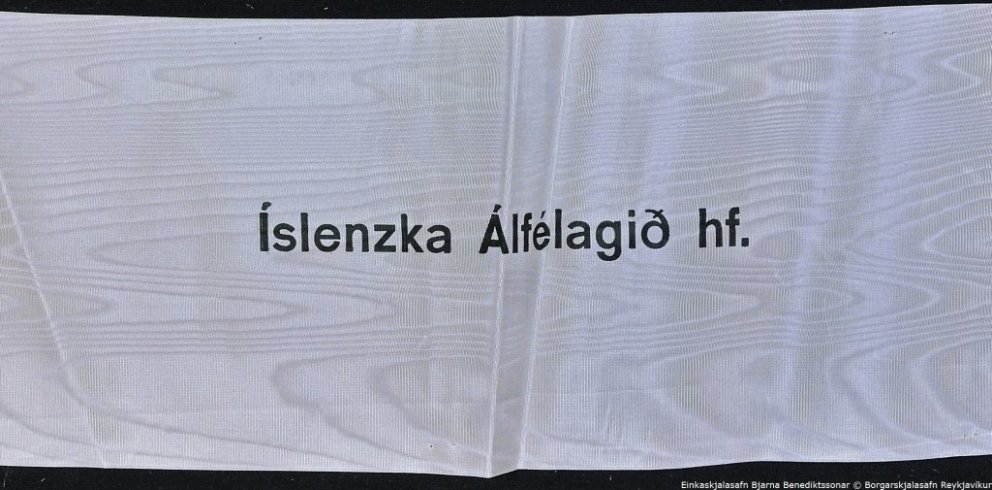 Íslenzka Álfélagið hf.
Einkaskjalasafn Bjarna Benediktssonar © Borgarskjalasafn Reykjavíkur